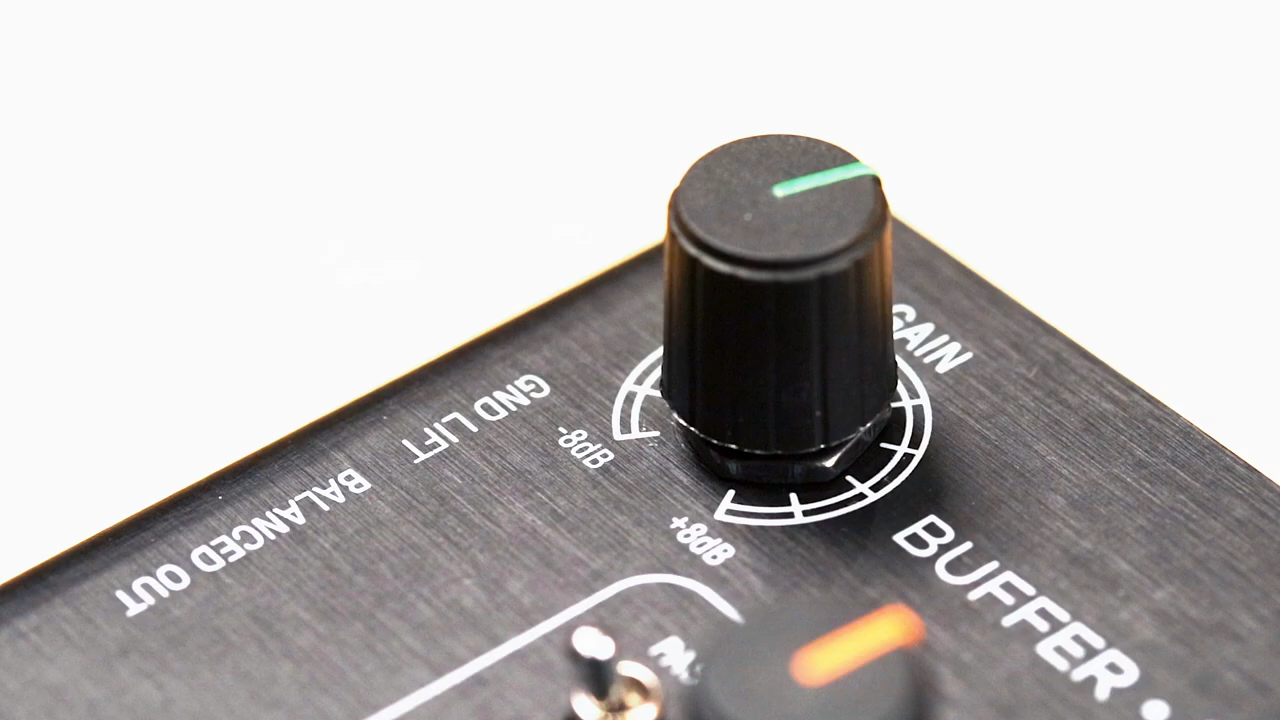 GAIN
-8dB
+8dB
GND LIFT
BALANCED OUT
BUFFER